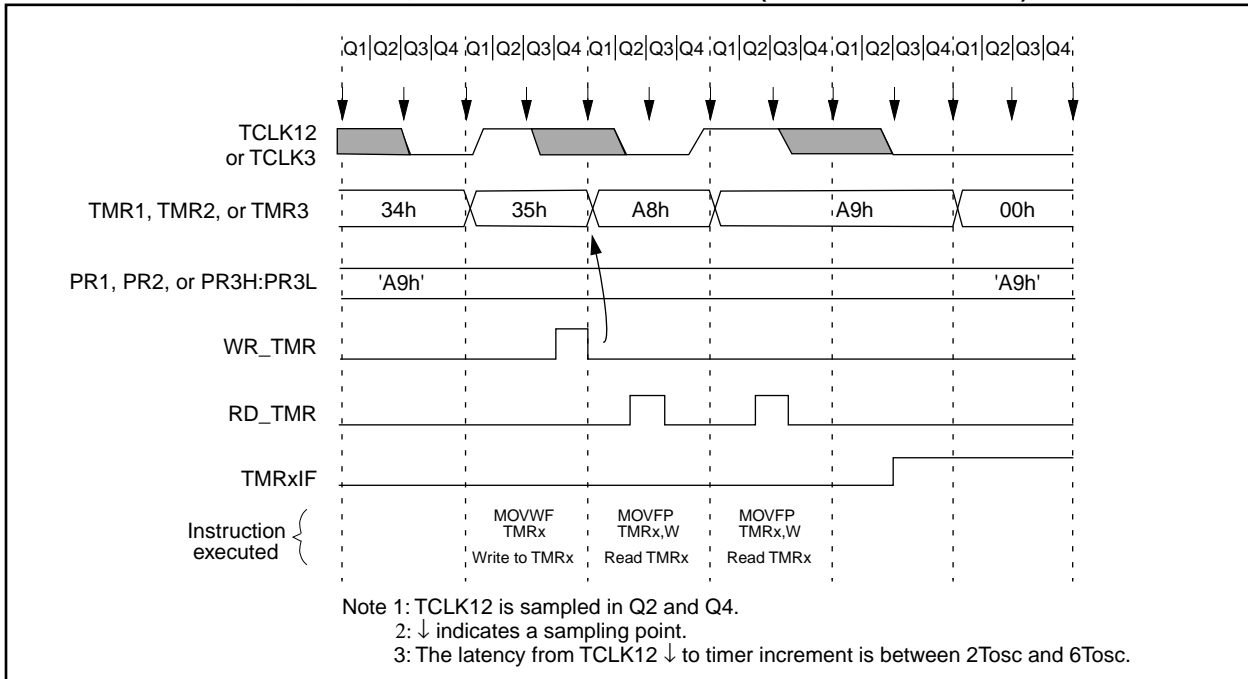 Q1 Q2 Q3 Q4 Q1 Q2 Q3 Q4 Q1 Q2 Q3 Q4 Q1 Q2 Q3 Q4 Q1 Q2 Q3 Q4 Q1 Q2 Q3 Q4
TCLK12
or TCLK3
TMR1, TMR2, or TMR3 34h 35h A8h A9h 00h
PR1, PR2, or PR3H:PR3L 'A9h' 'A9h'
WR_TMR
RD_TMR
TMRxIF
Instruction
executed
MOVWF
TMRx
Write to TMRx
MOVFP
TMRx,W
Read TMRx
MOVFP
TMRx,W
Read TMRx
Note 1: TCLK12 is sampled in Q2 and Q4.
2: ↓ indicates a sampling point.
3: The latency from TCLK12 ↓ to timer increment is between 2Tosc and 6Tosc.